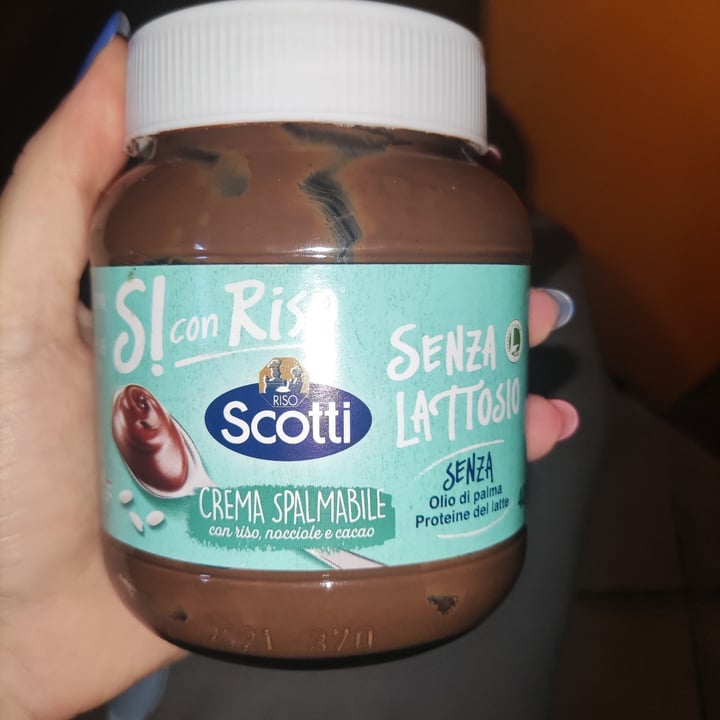 SÌ con Riso
SENZA
LATTOSIO
RISO
Scotti
SENZA
Olio di palma
Proteine del latte
CREMA SPALMABILE
con riso, nocciole e cacao